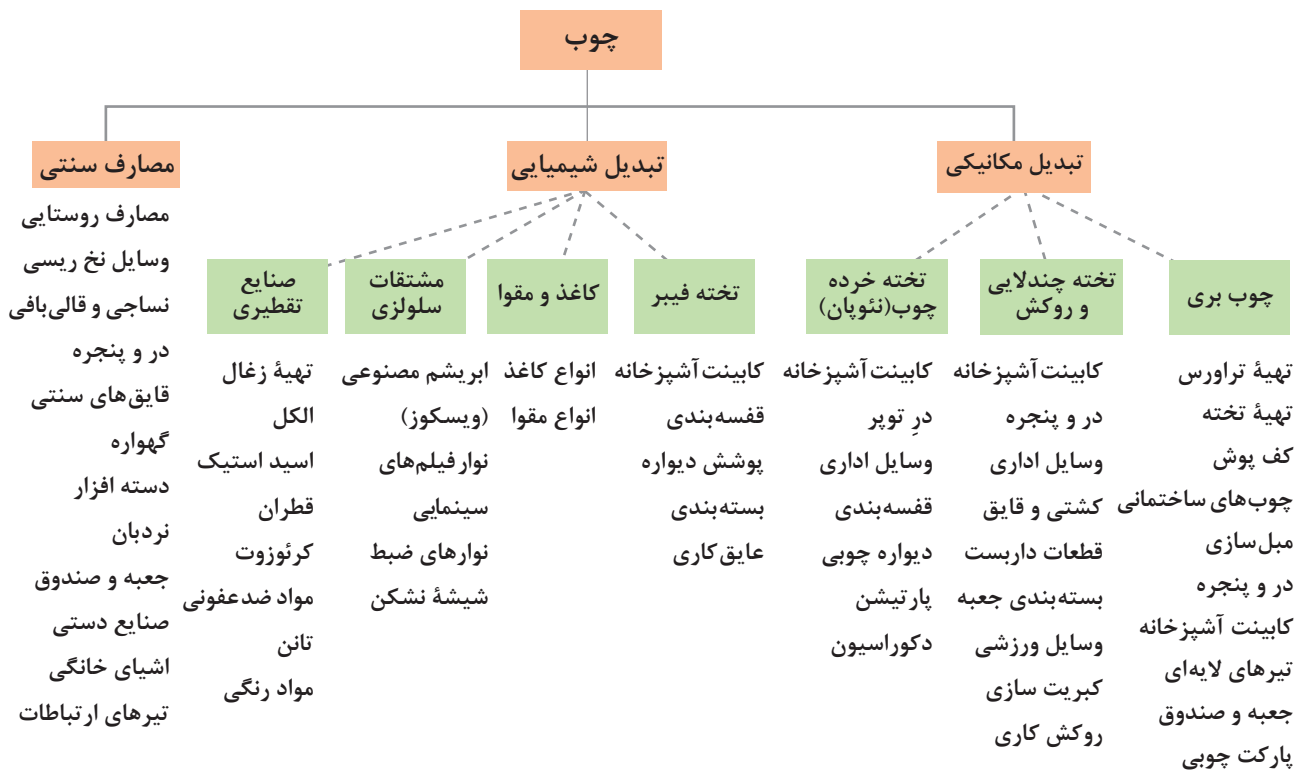 چوب
تبدیل مکانیکی
تبدیل شیمیایی
مصارف سنتی
چوب بری
تهیهٔ تراورس
تهیهٔ تخته
کف پوش
چوب‌های ساختمانی
مبل‌سازی
در و پنجره
کابینت آشپزخانه
تیرهای لایه‌ای
جعبه و صندوق
پارکت چوبی
تخته چندلایی
و روکش
کابینت آشپزخانه
در و پنجره
وسایل اداری
کشتی و قایق
قطعات داربست
بسته‌بندی جعبه
وسایل ورزشی
کبریت سازی
روکش کاری
تخته خرده
چوب(نئوپان)
کابینت آشپزخانه
درِ توپر
وسایل اداری
قفسه‌بندی
دیواره چوبی
پارتیشن
دکوراسیون
تخته فیبر
کابینت آشپزخانه
قفسه‌بندی
پوشش دیواره
بسته‌بندی
عایق‌کاری
کاغذ و مقوا
انواع کاغذ
انواع مقوا
مشتقات
سلولزی
ابریشم مصنوعی
(ویسکوز)
نوارفیلم‌های
سینمایی
نوارهای ضبط
شیشهٔ نشکن
صنایع
تقطیری
تهیهٔ زغال
الکل
اسید استیک
قطران
کرئوزوت
مواد ضدعفونی
تانن
مواد رنگی
مصارف روستایی
وسایل نخ ریسی
نساجی و قالی‌بافی
در و پنجره
قایق‌های سنتی
گهواره
دسته افزار
نردبان
جعبه و صندوق
صنایع دستی
اشیای خانگی
تیرهای ارتباطات